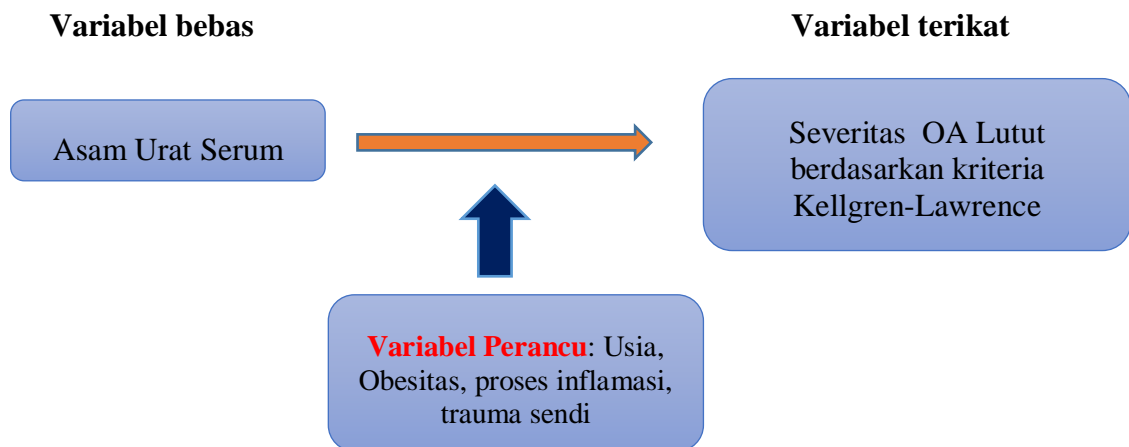 Variabel bebas
Variabel terikat
Asam Urat Serum
Severitas OA Lutut
berdasarkan kriteria
Kellgren-Lawrence
Variabel Perancu: Usia,
Obesitas, proses inflamasi,
trauma sendi